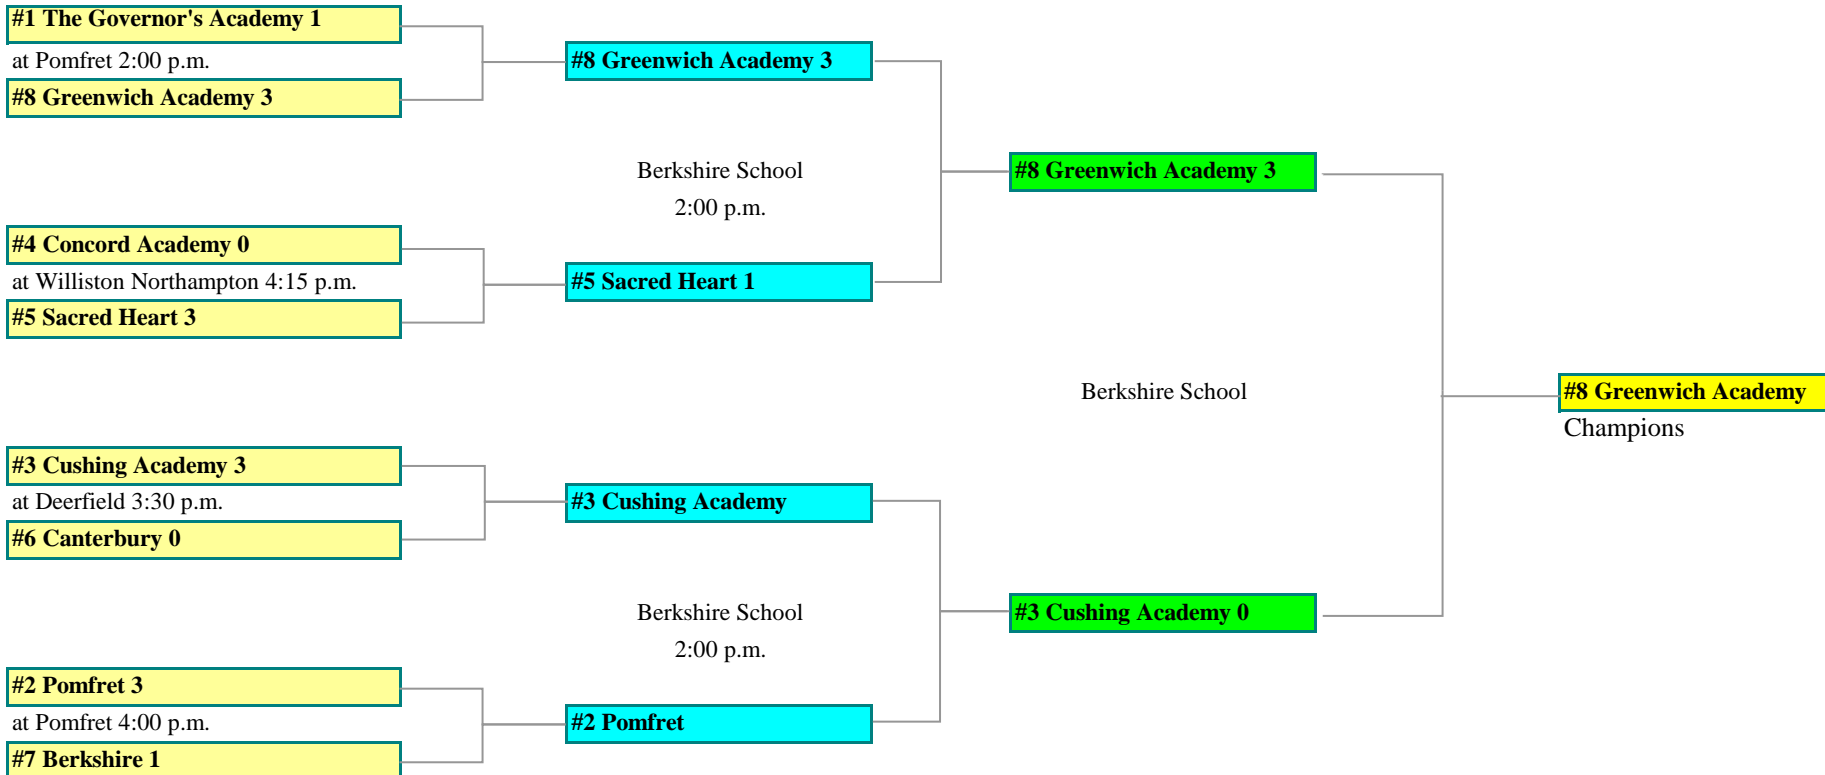 #1 The Governor's Academy 1
at Pomfret 2:00 p.m.
#8 Greenwich Academy 3
#8 Greenwich Academy 3
Berkshire School
2:00 p.m.
#8 Greenwich Academy 3
#4 Concord Academy 0
at Williston Northampton 4:15 p.m.
#5 Sacred Heart 3
#5 Sacred Heart 1
Berkshire School
#8 Greenwich Academy
Champions
#3 Cushing Academy 3
at Deerfield 3:30 p.m.
#6 Canterbury 0
#3 Cushing Academy
Berkshire School
2:00 p.m.
#3 Cushing Academy 0
#2 Pomfret 3
at Pomfret 4:00 p.m.
#7 Berkshire 1
#2 Pomfret